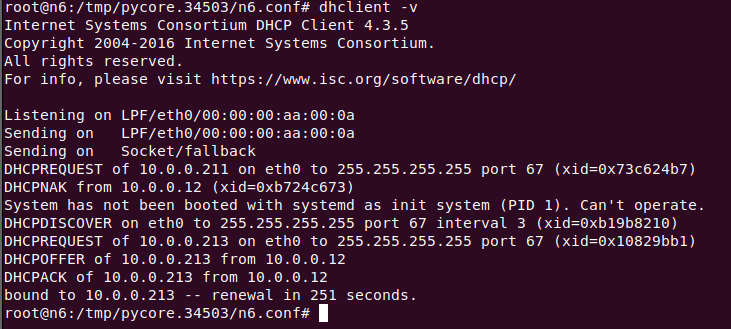 root@n6:/tmp/pycore.34503/n6.conf# dhclient -v
Internet Systems Consortium DHCP Client 4.3.5
Copyright 2004-2016 Internet Systems Consortium.
All rights reserved.
For info, please visit https://www.isc.org/software/dhcp/
Listening on LPF/eth0/00:00:00:aa:00:0a
Sending on   LPF/eth0/00:00:00:aa:00:0a
Sending on   Socket/fallback
DHCPREQUEST of 10.0.0.211 on eth0 to 255.255.255.255 port 67 (xid=0x73c624b7)
DHCPNAK from 10.0.0.12 (xid=0xb724c673)
System has not been booted with systemd as init system (PID 1). Can't operate.
DHCPDISCOVER on eth0 to 255.255.255.255 port 67 interval 3 (xid=0xb19b8210)
DHCPREQUEST of 10.0.0.213 on eth0 to 255.255.255.255 port 67 (xid=0x10829bb1)
DHCPOFFER of 10.0.0.213 from 10.0.0.12
DHCPACK of 10.0.0.213 from 10.0.0.12
bound to 10.0.0.213 -- renewal in 251 seconds.
root@n6:/tmp/pycore.34503/n6.conf#